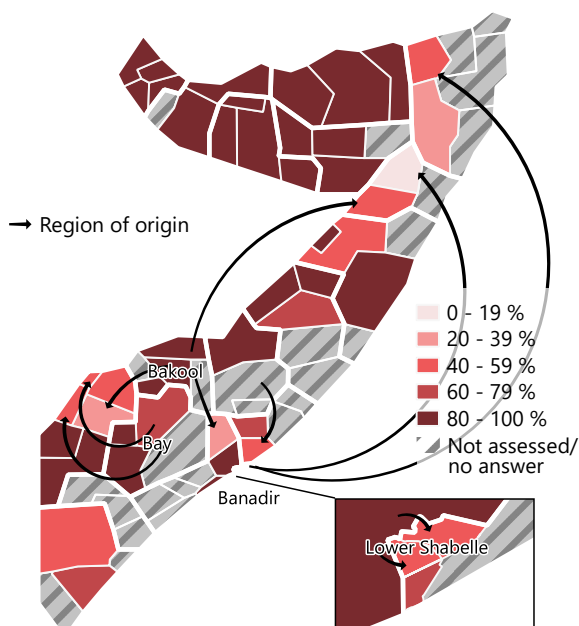 Region of origin
0 - 19 %
20 - 39 %
40 - 59 %
60 - 79 %
80 - 100 %
Not assessed/
no answer
Bakool
Bay
Banadir
Lower Shabelle